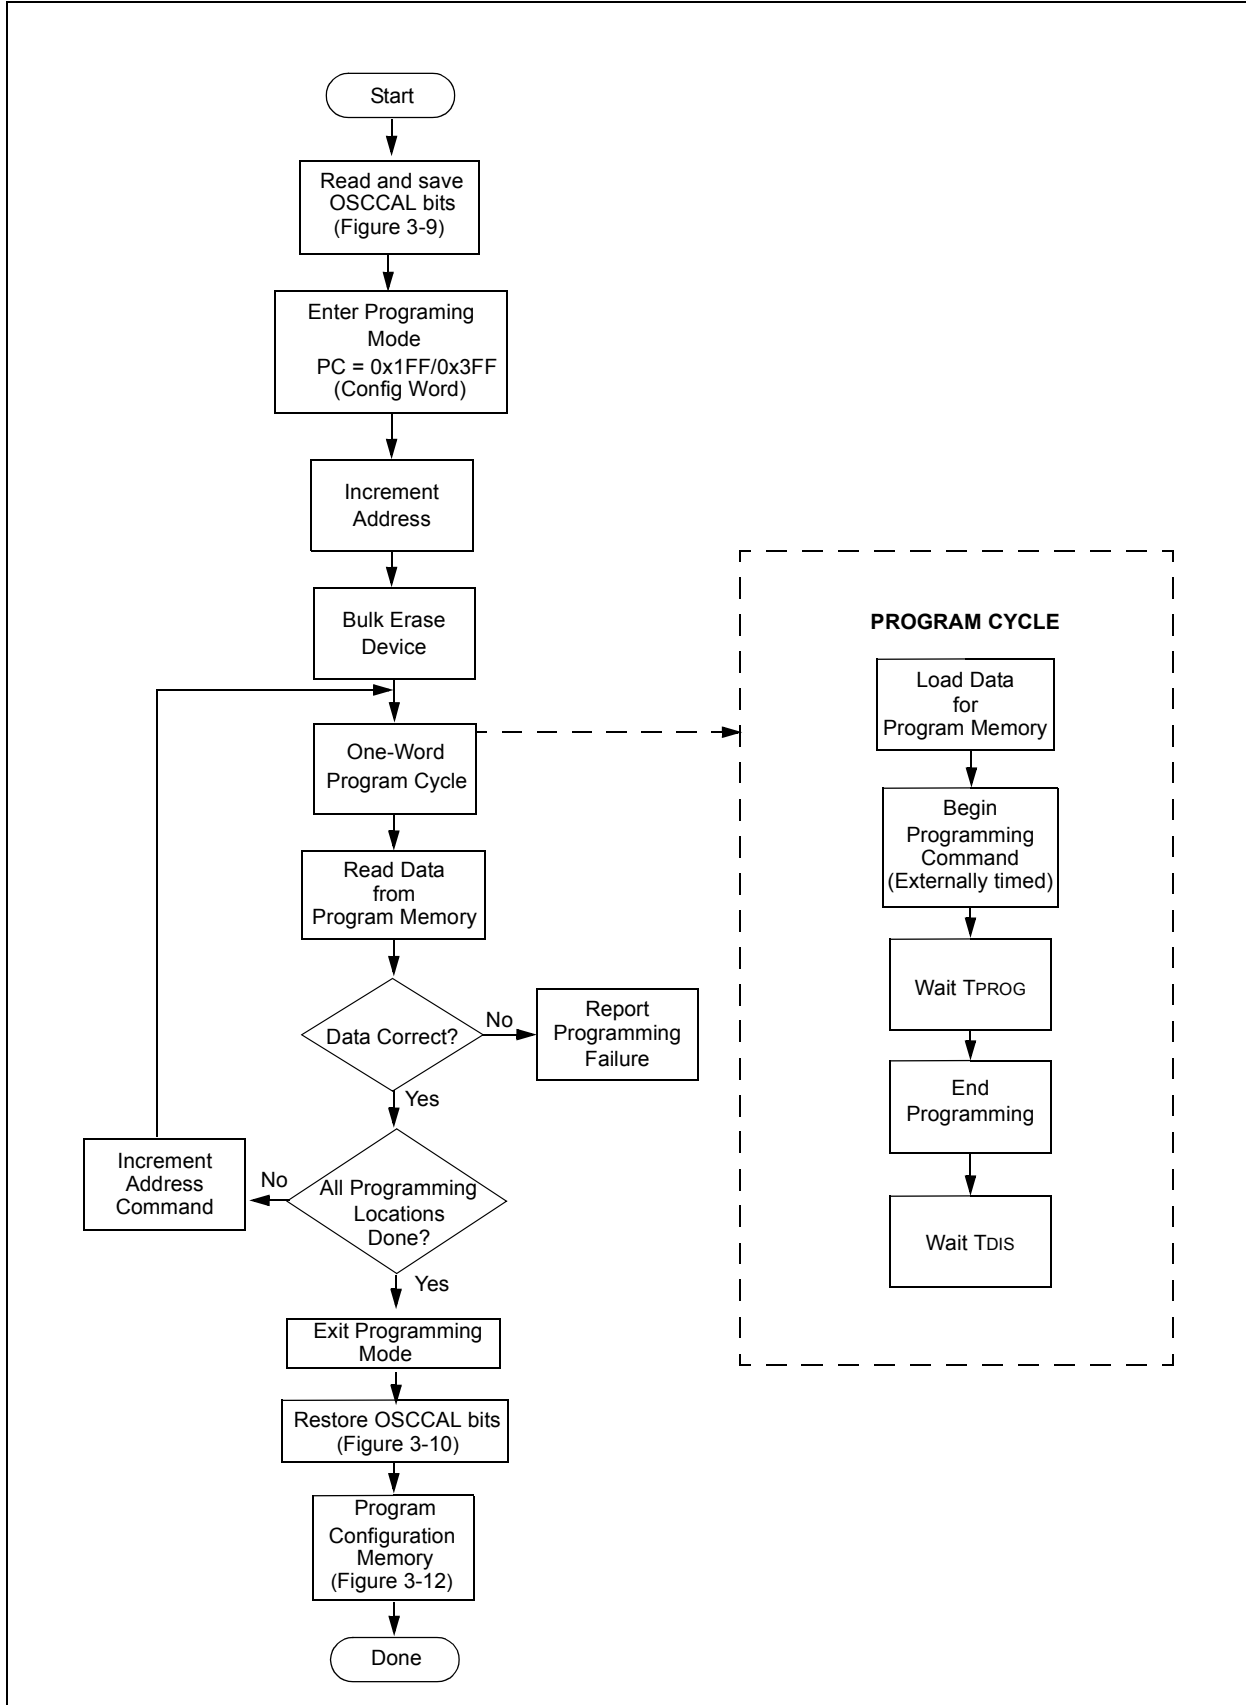 Start
Read and save
OSCCAL bits
(Figure 3-9)
Enter Programing
Mode
PC = 0x1FF/0x3FF
(Config Word)
Increment
Address
Bulk Erase
Device
One-Word
Program Cycle
Read Data
from
Program Memory
Data Correct?
No
Report
Programming
Failure
Yes
All Programming
Locations
Done?
No
Increment
Address
Command
Yes
Exit Programming
Mode
Restore OSCCAL bits
(Figure 3-10)
Program
Configuration
Memory
(Figure 3-12)
Done
PROGRAM CYCLE
Load Data
for
Program Memory
Begin
Programming
Command
(Externally timed)
Wait TPROG
End
Programming
Wait TDIS